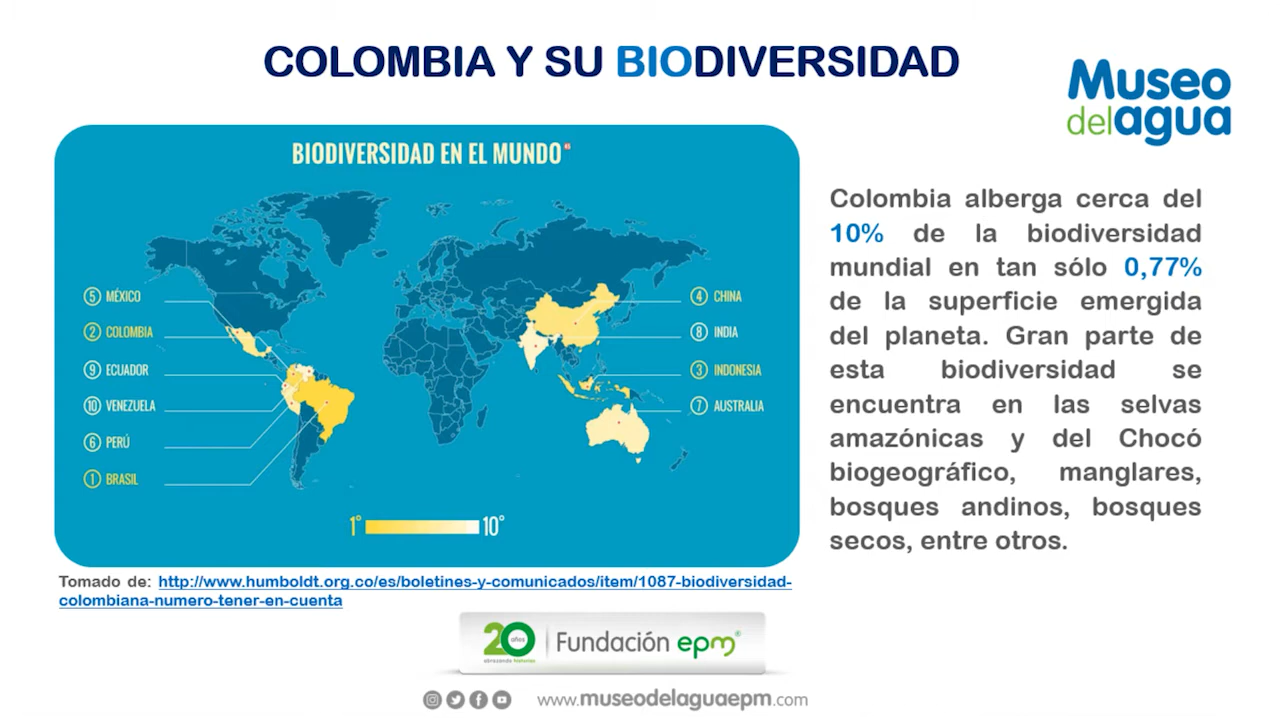 COLOMBIA Y SU BIODIVERSIDAD
Museo
delagua
BIODIVERSIDAD EN EL MUNDO
5 MÉXICO
2 COLOMBIA
9 ECUADOR
10 VENEZUELA
6 PERÚ
1 BRASIL
4 CHINA
8 INDIA
3 INDONESIA
7 AUSTRALIA
1° 10°
Colombia alberga cerca del
10% de la biodiversidad
mundial en tan sólo 0,77%
de la superficie emergida
del planeta. Gran parte de
esta biodiversidad se
encuentra en las selvas
amazónicas y del Chocó
biogeográfico, manglares,
bosques andinos, bosques
secos, entre otros.
Tomado de: http://www.humboldt.org.co/es/boletines-y-comunicados/item/1087-biodiversidad-
colombiana-numero-tener-en-cuenta
20 años
abrazando historias
Fundación epm®
www.museodelaguaepm.com